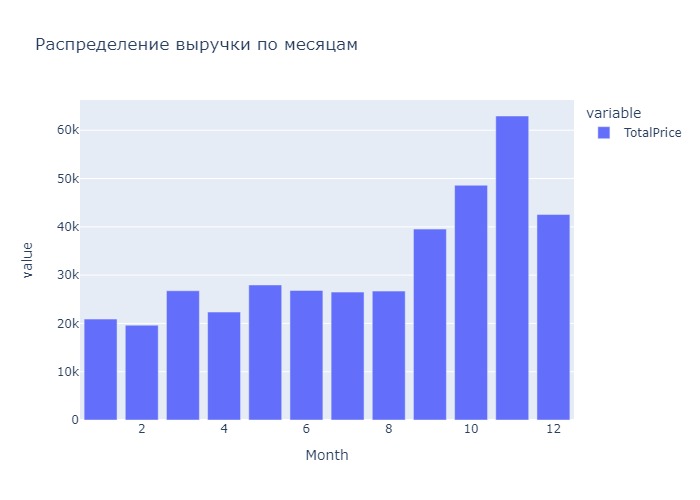 Распределение выручки по месяцам
variable
TotalPrice
60k
50k
40k
30k
20k
10k
0
value
2 4 6 8 10 12
Month